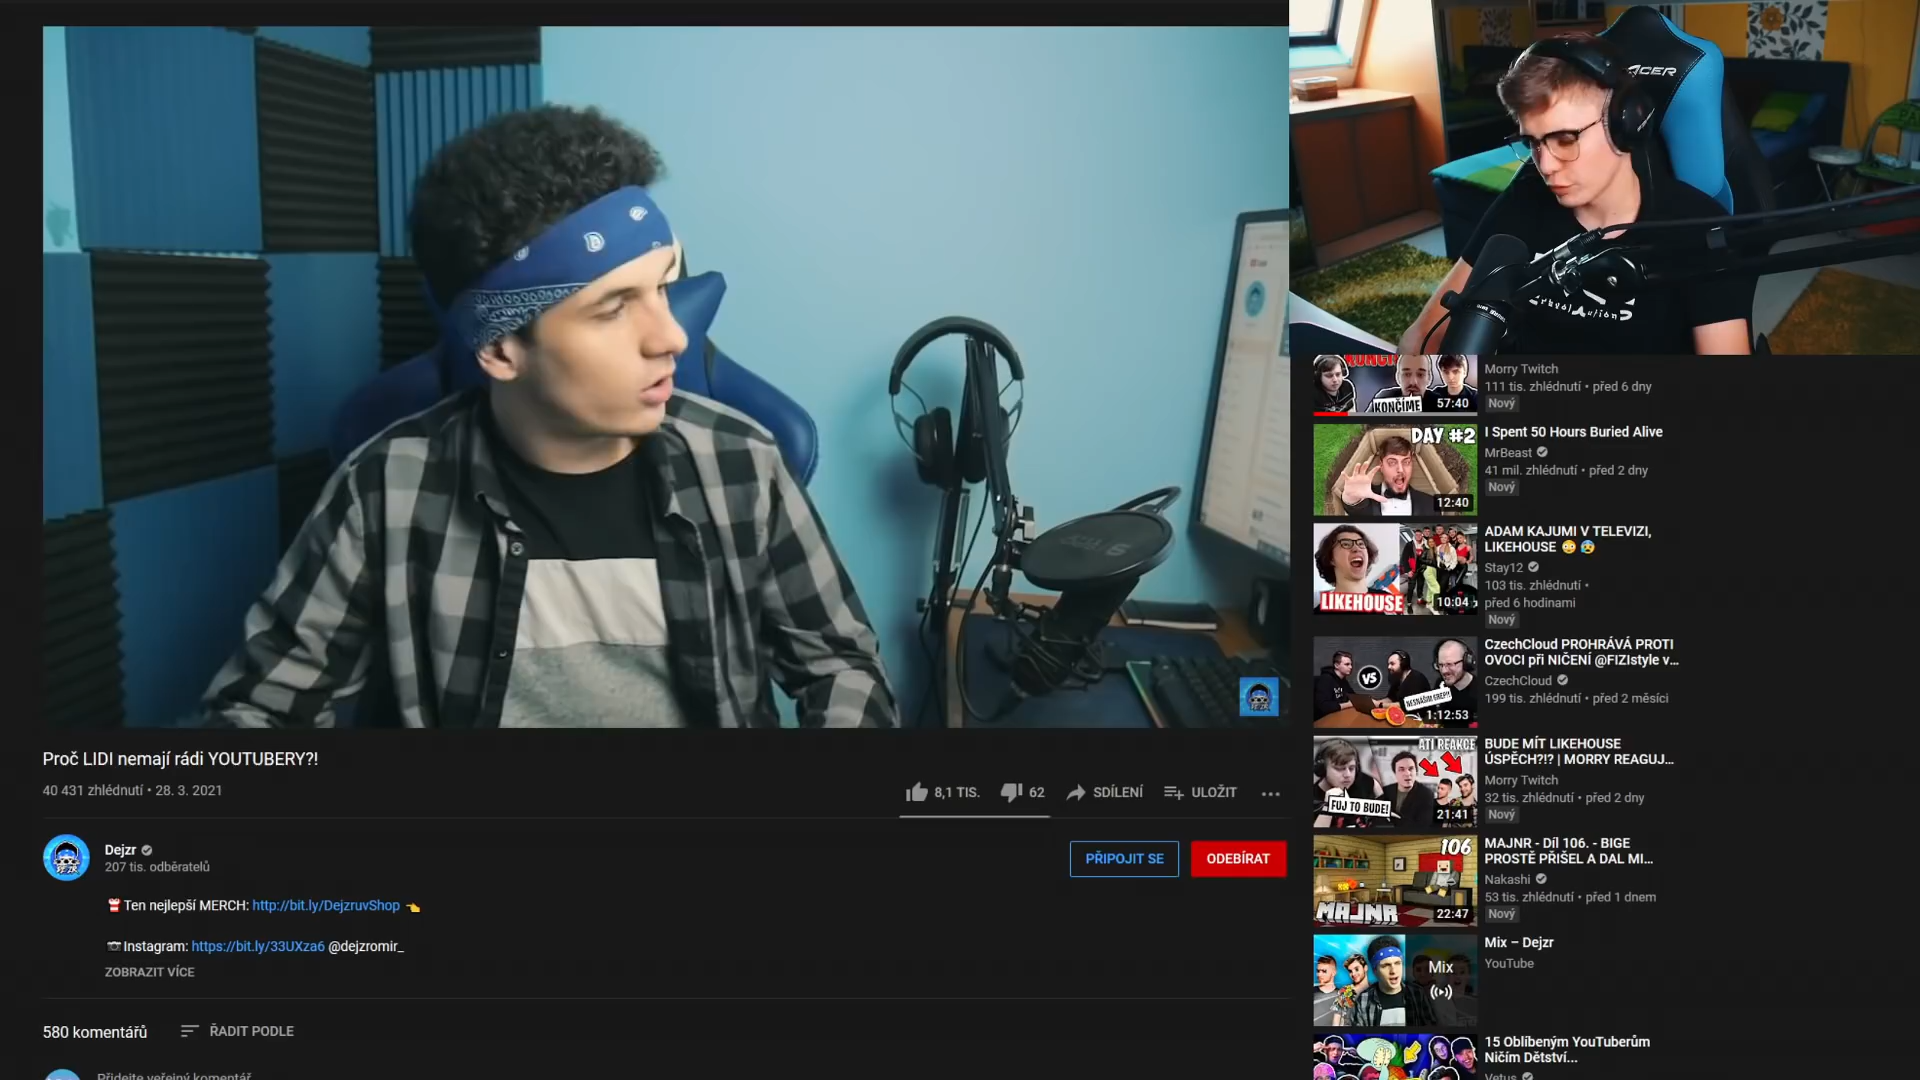 ACER
Morry Twitch
111 tis. zhlédnutí • před 6 dny
Nový
KONČÍME
57:40
DAY #2
12:40
I Spent 50 Hours Buried Alive
MrBeast
41 mil. zhlédnutí • před 2 dny
Nový
LIKEHOUSE
10:04
ADAM KAJUMI V TELEVIZI,
LIKEHOUSE 😳 😰
Stay12
103 tis. zhlédnutí •
před 6 hodinami
Nový
VS
1:12:53
CzechCloud PROHRÁVÁ PROTI
OVOCI při NIČENÍ @FIZIstyle v...
CzechCloud
199 tis. zhlédnutí • před 2 měsíci
ATI REAKCE
FUJ TO BUDE!
21:41
BUDE MÍT LIKEHOUSE
ÚSPĚCH?!? | MORRY REAGUJ...
Morry Twitch
32 tis. zhlédnutí • před 2 dny
Nový
106
MAJNR
22:47
MAJNR - Díl 106. - BIGE
PROSTĚ PŘIŠEL A DAL MI...
Nakashi
53 tis. zhlédnutí • před 1 dnem
Nový
Mix
Mix – Dejzr
YouTube
15 Oblíbeným YouTuberům
Ničím Dětství...
Vetus
Proč LIDI nemají rádi YOUTUBERY?!
40 431 zhlédnutí • 28. 3. 2021
8,1 TIS.
62
SDÍLENÍ
ULOŽIT
Dejzr
207 tis. odběratelů
PŘIPOJIT SE
ODEBÍRAT
Ten nejlepší MERCH: http://bit.ly/DejzruvShop 👈
Instagram: https://bit.ly/33UXza6 @dejzromir_
ZOBRAZIT VÍCE
580 komentářů
ŘADIT PODLE
Přidejte veřejný komentář